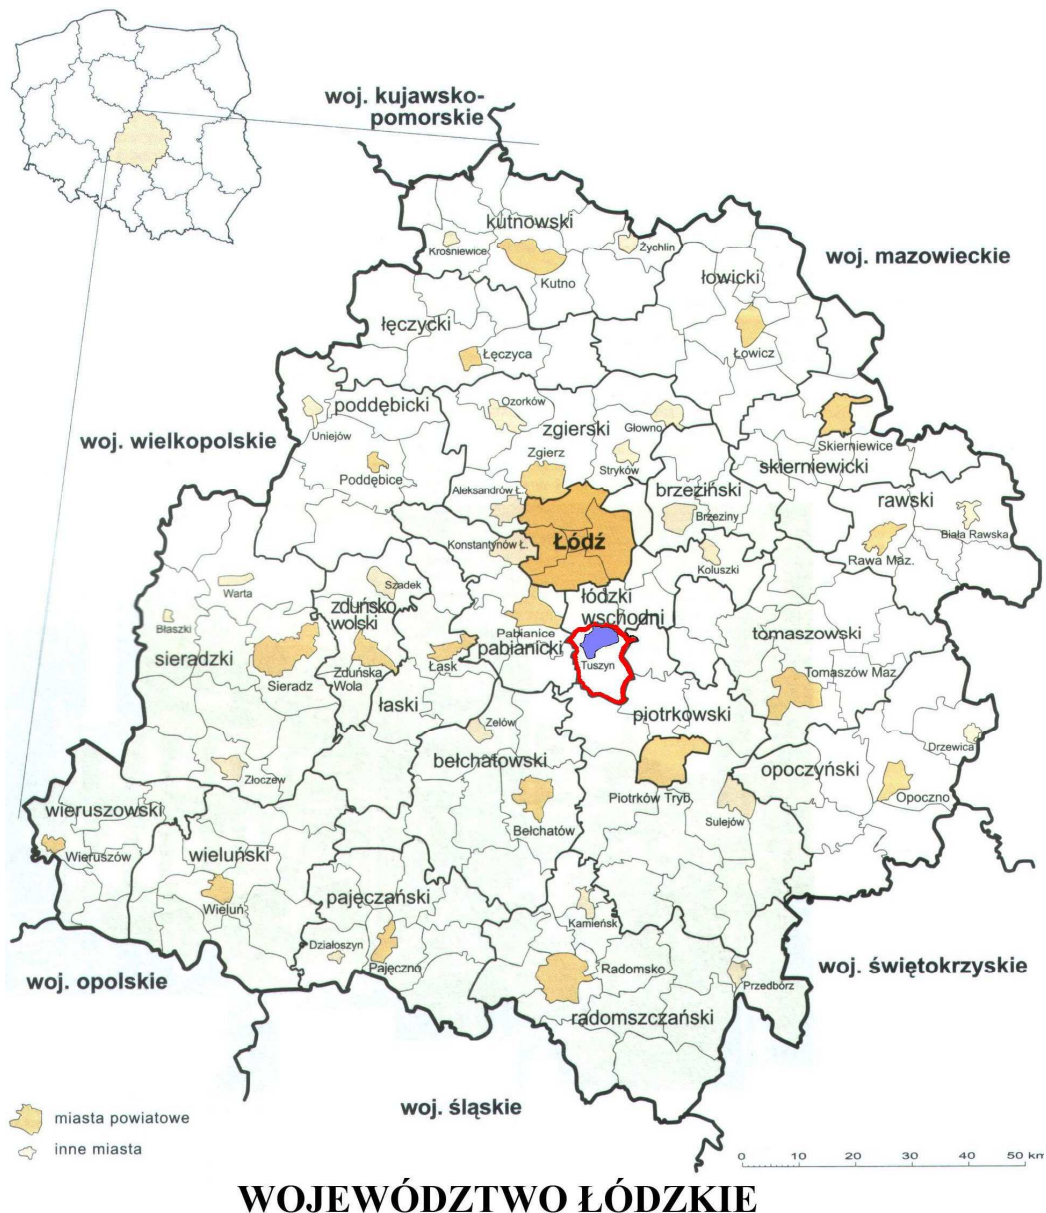 woj. kujawsko-
pomorskie
kutnowski
Krośniewice
Żychlin
Kutno
woj. mazowieckie
łowicki
łęczycki
Łęczyca
Łowicz
poddębicki
Ozorków
Uniejów
zgierski
Głowno
woj. wielkopolskie
Skierniewice
Zgierz
Stryków
skierniewicki
Poddębice
Aleksandrów Ł.
brzeziński
rawski
Brzeziny
Biała Rawska
Konstantynów Ł.
Łódź
Koluszki
Rawa Maz.
Szadek
Warta
łódzki
wschodni
zduńsko
wolski
Błaszki
Pabianice
tomaszowski
sieradzki
pabianicki
Łask
Tuszyn
Zduńska
Wola
Sieradz
Tomaszów Maz.
łaski
piotrkowski
Zelów
Drzewica
bełchatowski
opoczyński
Złoczew
Piotrków Tryb.
Opoczno
wieruszowski
Sulejów
Bełchatów
Wieruszów
wieluński
pajęczański
Wieluń
Kamieńsk
Działoszyn
Pajęczno
Radomsko
woj. świętokrzyskie
woj. opolskie
Przedbórz
radomszczański
woj. śląskie
miasta powiatowe
inne miasta
0 10 20 30 40 50 km
WOJEWÓDZTWO ŁÓDZKIE